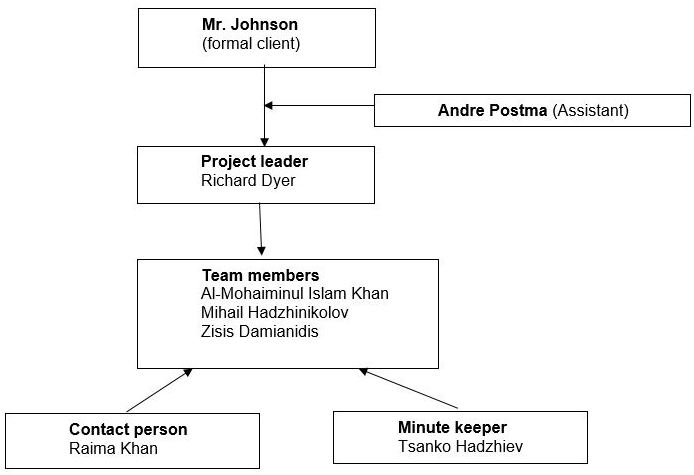 Mr. Johnson
(formal client)
Andre Postma (Assistant)
Project leader
Richard Dyer
Team members
Al-Mohaiminul Islam Khan
Mihail Hadzhinikolov
Zisis Damianidis
Contact person
Raima Khan
Minute keeper
Tsanko Hadzhiev